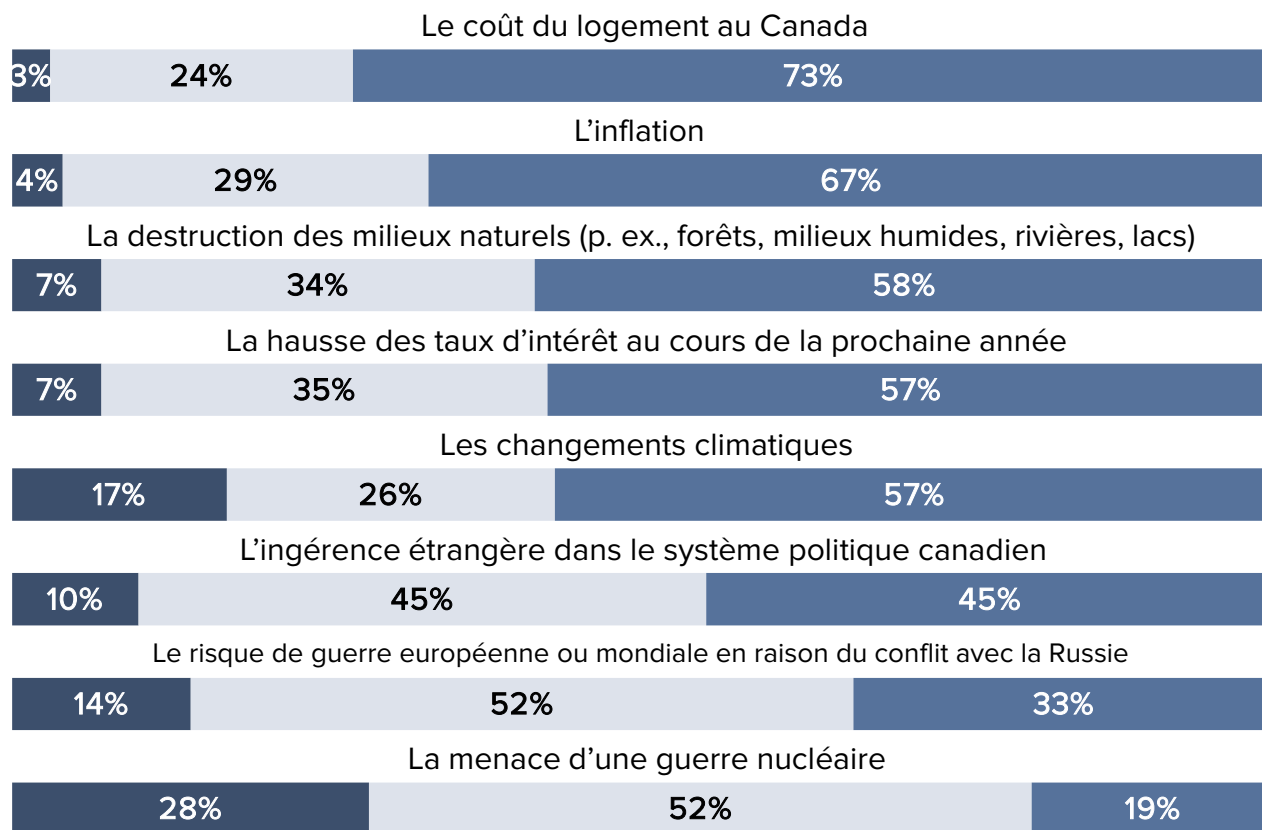 Le coût du logement au Canada
3% 24% 73%
L’inflation
4% 29% 67%
La destruction des milieux naturels (p. ex., forêts, milieux humides, rivières, lacs)
7% 34% 58%
La hausse des taux d’intérêt au cours de la prochaine année
7% 35% 57%
Les changements climatiques
17% 26% 57%
L’ingérence étrangère dans le système politique canadien
10% 45% 45%
Le risque de guerre européenne ou mondiale en raison du conflit avec la Russie
14% 52% 33%
La menace d’une guerre nucléaire
28% 52% 19%